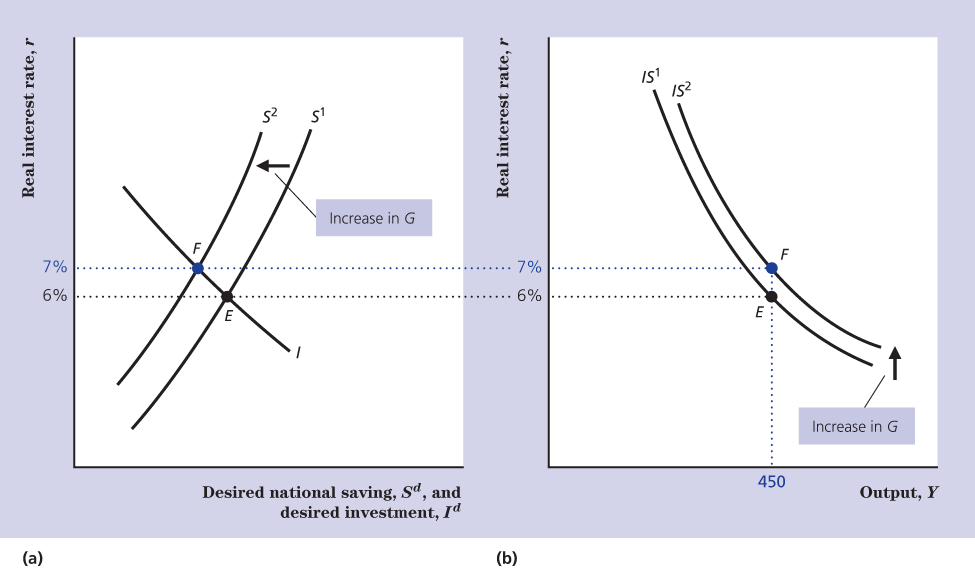 Real interest rate, r
S²
S¹
Increase in G
F
7%
6%
E
I
Desired national saving, Sᵈ, and
desired investment, Iᵈ
(a)
Real interest rate, r
IS¹
IS²
F
7%
6%
E
Increase in G
450
Output, Y
(b)